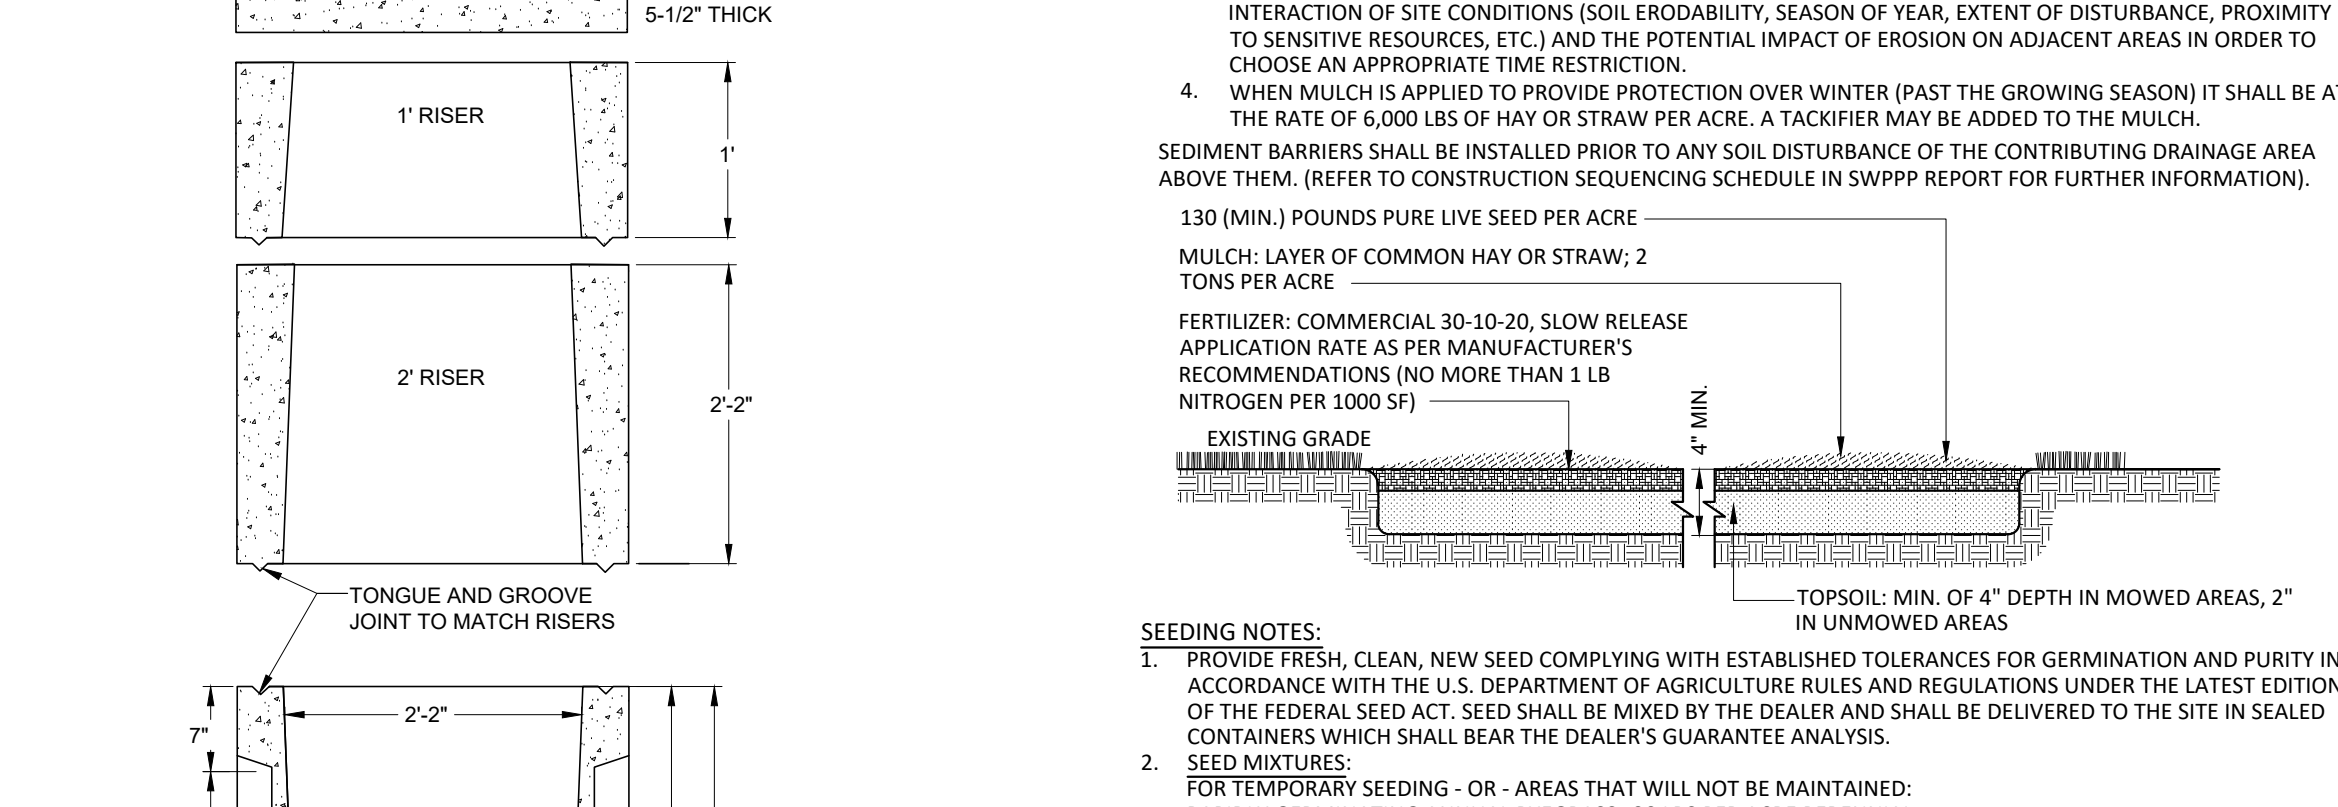 5-1/2" THICK
1' RISER
1'
2' RISER
2'-2"
TONGUE AND GROOVE
JOINT TO MATCH RISERS
2'-2"
7"
INTERACTION OF SITE CONDITIONS (SOIL ERODABILITY, SEASON OF YEAR, EXTENT OF DISTURBANCE, PROXIMITY
TO SENSITIVE RESOURCES, ETC.) AND THE POTENTIAL IMPACT OF EROSION ON ADJACENT AREAS IN ORDER TO
CHOOSE AN APPROPRIATE TIME RESTRICTION.
4. WHEN MULCH IS APPLIED TO PROVIDE PROTECTION OVER WINTER (PAST THE GROWING SEASON) IT SHALL BE AT
THE RATE OF 6,000 LBS OF HAY OR STRAW PER ACRE. A TACKIFIER MAY BE ADDED TO THE MULCH.
SEDIMENT BARRIERS SHALL BE INSTALLED PRIOR TO ANY SOIL DISTURBANCE OF THE CONTRIBUTING DRAINAGE AREA
ABOVE THEM. (REFER TO CONSTRUCTION SEQUENCING SCHEDULE IN SWPPP REPORT FOR FURTHER INFORMATION).
130 (MIN.) POUNDS PURE LIVE SEED PER ACRE
MULCH: LAYER OF COMMON HAY OR STRAW; 2
TONS PER ACRE
FERTILIZER: COMMERCIAL 30-10-20, SLOW RELEASE
APPLICATION RATE AS PER MANUFACTURER'S
RECOMMENDATIONS (NO MORE THAN 1 LB
NITROGEN PER 1000 SF)
4" MIN.
EXISTING GRADE
TOPSOIL: MIN. OF 4" DEPTH IN MOWED AREAS, 2"
IN UNMOWED AREAS
SEEDING NOTES:
1. PROVIDE FRESH, CLEAN, NEW SEED COMPLYING WITH ESTABLISHED TOLERANCES FOR GERMINATION AND PURITY IN
ACCORDANCE WITH THE U.S. DEPARTMENT OF AGRICULTURE RULES AND REGULATIONS UNDER THE LATEST EDITION
OF THE FEDERAL SEED ACT. SEED SHALL BE MIXED BY THE DEALER AND SHALL BE DELIVERED TO THE SITE IN SEALED
CONTAINERS WHICH SHALL BEAR THE DEALER'S GUARANTEE ANALYSIS.
2. SEED MIXTURES:
FOR TEMPORARY SEEDING - OR - AREAS THAT WILL NOT BE MAINTAINED: